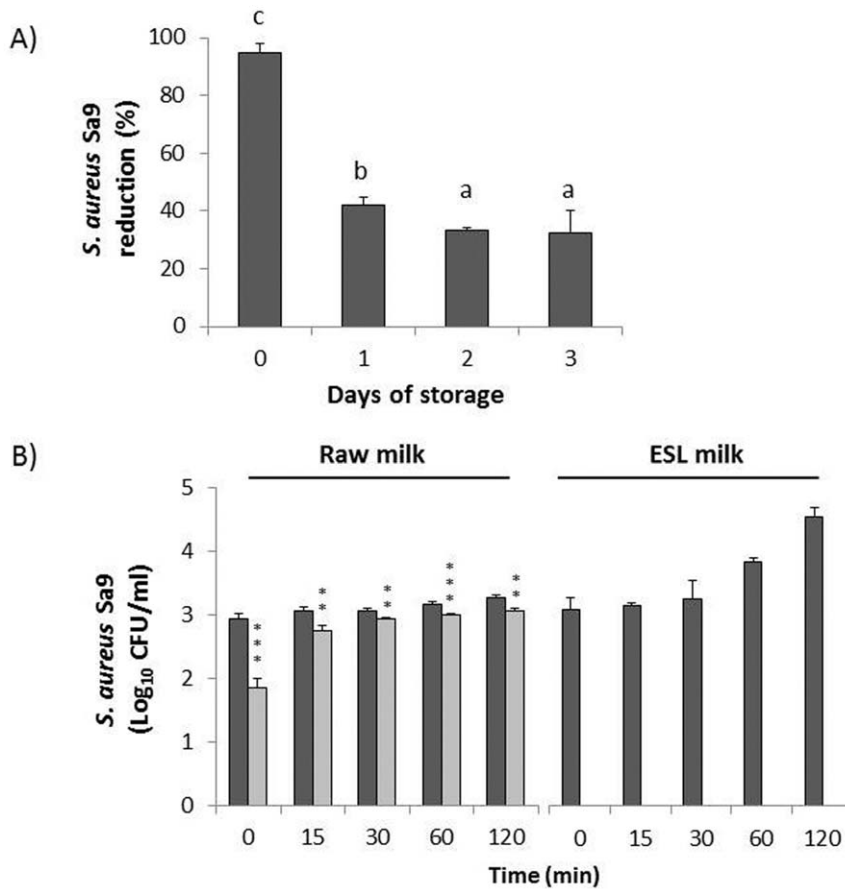 A)
S. aureus Sa9
reduction (%)
100
80
60
40
20
0
c
b
a
a
0 1 2 3
Days of storage
B)
Raw milk ESL milk
S. aureus Sa9
(Log10 CFU/ml)
5
4
3
2
1
0
***
**
**
***
**
0 15 30 60 120 0 15 30 60 120
Time (min)